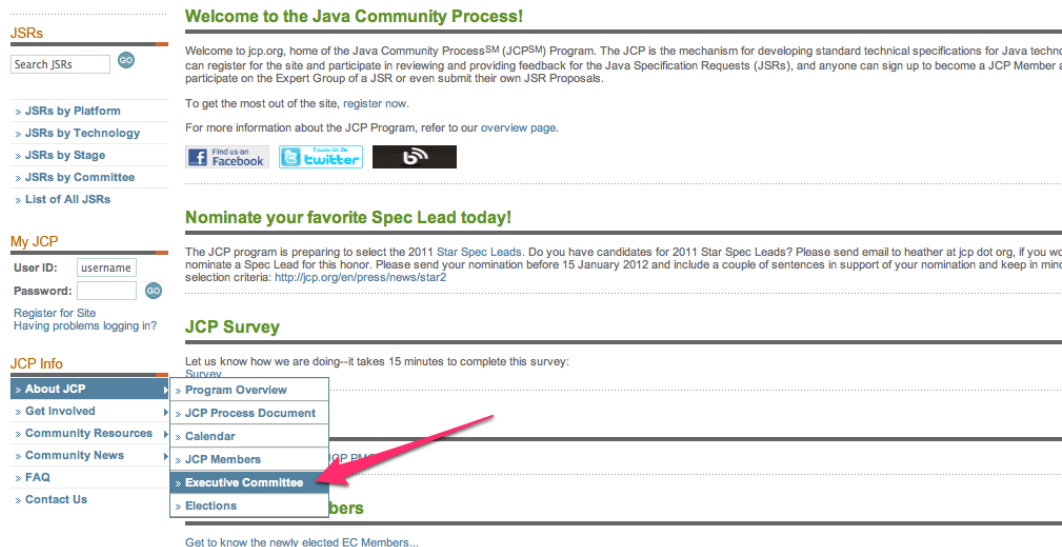 JSRs
Search JSRs
GO
» JSRs by Platform
» JSRs by Technology
» JSRs by Stage
» JSRs by Committee
» List of All JSRs
My JCP
User ID: username
Password: GO
Register for Site
Having problems logging in?
JCP Info
» About JCP
» Get Involved
» Community Resources
» Community News
» FAQ
» Contact Us
» Program Overview
» JCP Process Document
» Calendar
» JCP Members
» Executive Committee
» Elections
Welcome to the Java Community Process!
Welcome to jcp.org, home of the Java Community ProcessSM (JCPSM) Program. The JCP is the mechanism for developing standard technical specifications for Java
can register for the site and participate in reviewing and providing feedback for the Java Specification Requests (JSRs), and anyone can sign up to become a JCP Member
participate on the Expert Group of a JSR or even submit their own JSR Proposals.
To get the most out of the site, register now.
For more information about the JCP Program, refer to our overview page.
Find us on
Facebook
Follow Us On
twitter
Nominate your favorite Spec Lead today!
The JCP program is preparing to select the 2011 Star Spec Leads. Do you have candidates for 2011 Star Spec Leads? Please send email to heather at jcp dot org, if you
nominate a Spec Lead for this honor. Please send your nomination before 15 January 2012 and include a couple of sentences in support of your nomination and keep in
selection criteria: http://jcp.org/en/press/news/star2
JCP Survey
Let us know how we are doing--it takes 15 minutes to complete this survey:
Survey
JCP
bers
Get to know the newly elected EC Members...